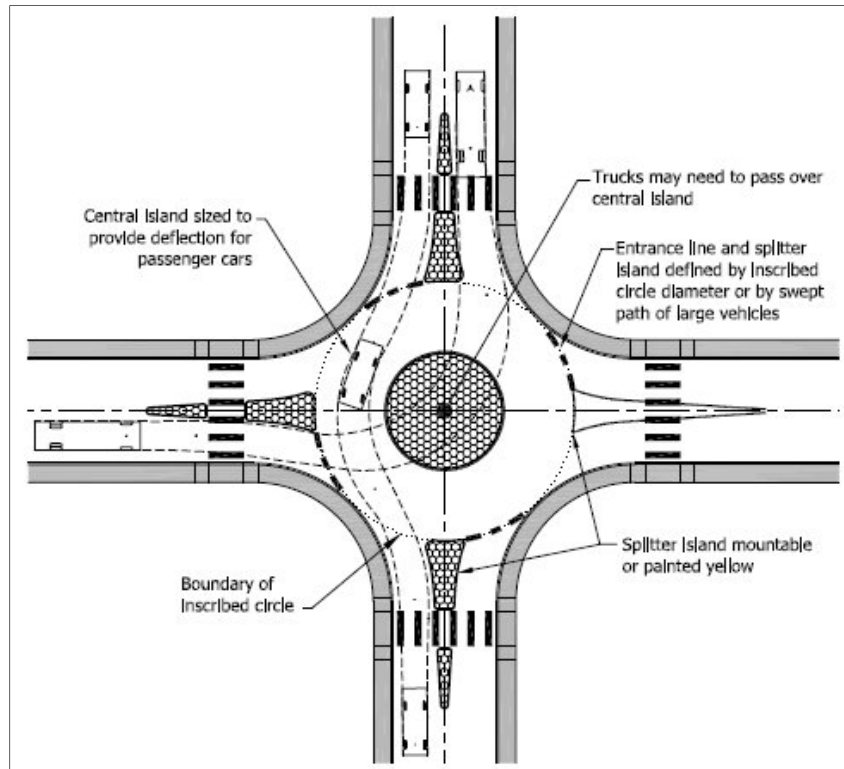 Trucks may need to pass over
central island
Central island sized to
provide deflection for
passenger cars
Entrance line and splitter
island defined by inscribed
circle diameter or by swept
path of large vehicles
Splitter island mountable
or painted yellow
Boundary of
inscribed circle